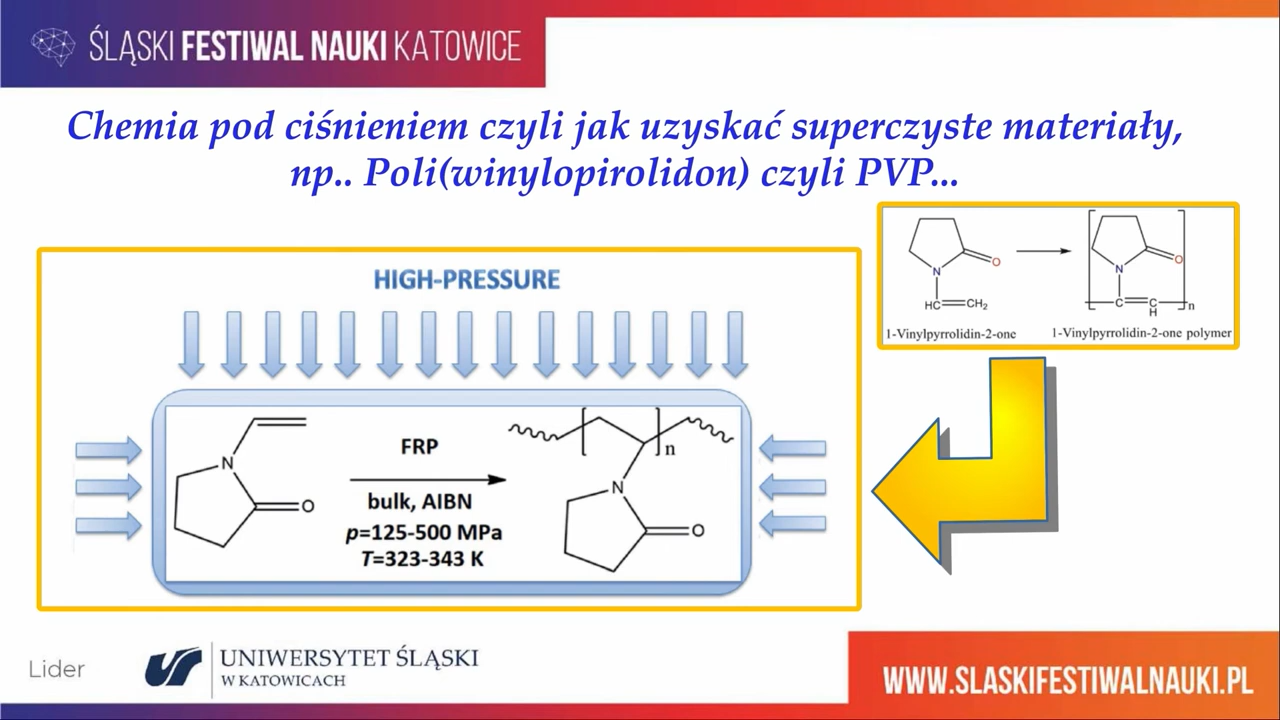 ŚLĄSKI FESTIWAL NAUKI KATOWICE
Chemia pod ciśnieniem czyli jak uzyskać superczyste materiały,
np.. Poli(winylopirolidon) czyli PVP...
N
O
HC
CH₂
1-Vinylpyrrolidin-2-one
N
O
C
C
H
n
1-Vinylpyrrolidin-2-one polymer
HIGH-PRESSURE
N
O
FRP
bulk, AIBN
p=125-500 MPa
T=323-343 K
n
N
O
Lider
UNIWERSYTET ŚLĄSKI
W KATOWICACH
WWW.SLASKIFESTIWALNAUKI.PL